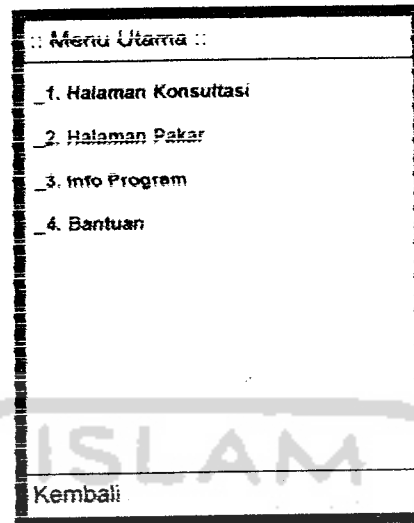 :: Menu Utama ::
_1. Halaman Konsultasi
_2. Halaman Pakar
_3. Info Program
_4. Bantuan
ISLAM
Kembali